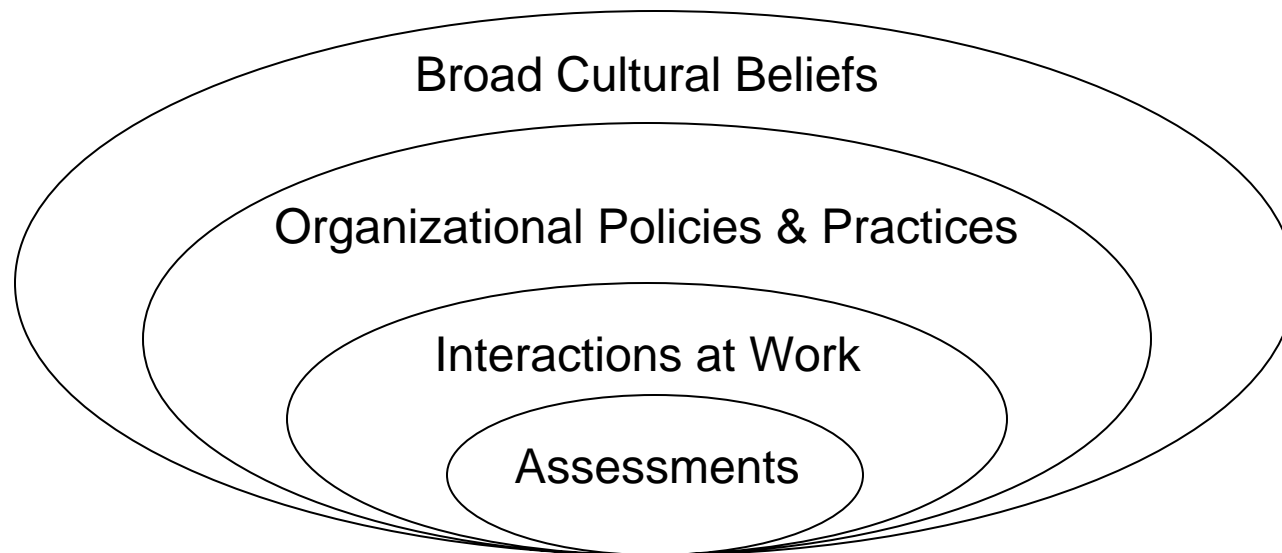 Broad Cultural Beliefs
Organizational Policies & Practices
Interactions at Work
Assessments